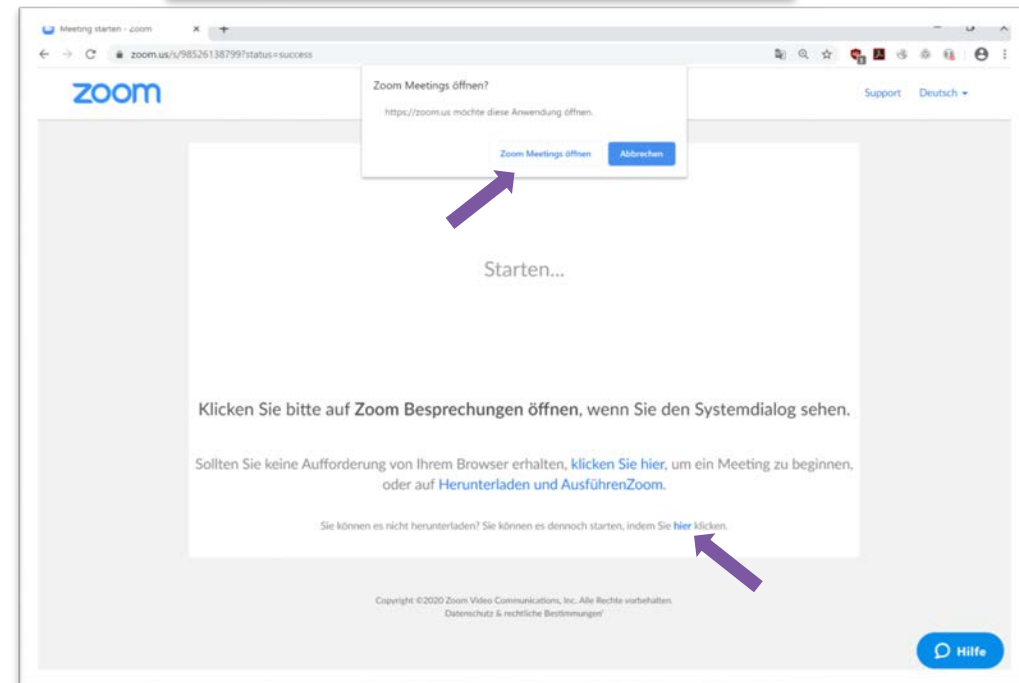 Meeting starten - Zoom
zoom.us/s/98526138799?status=success
zoom
Support Deutsch
Zoom Meetings öffnen?
https://zoom.us möchte diese Anwendung öffnen.
Zoom Meetings öffnen Abbrechen
Starten...
Klicken Sie bitte auf Zoom Besprechungen öffnen, wenn Sie den Systemdialog sehen.
Sollten Sie keine Aufforderung von Ihrem Browser erhalten, klicken Sie hier, um ein Meeting zu beginnen,
oder auf Herunterladen und AusführenZoom.
Sie können es nicht herunterladen? Sie können es dennoch starten, indem Sie hier klicken.
Copyright ©2020 Zoom Video Communications, Inc. Alle Rechte vorbehalten.
Datenschutz & rechtliche Bestimmungen
Hilfe